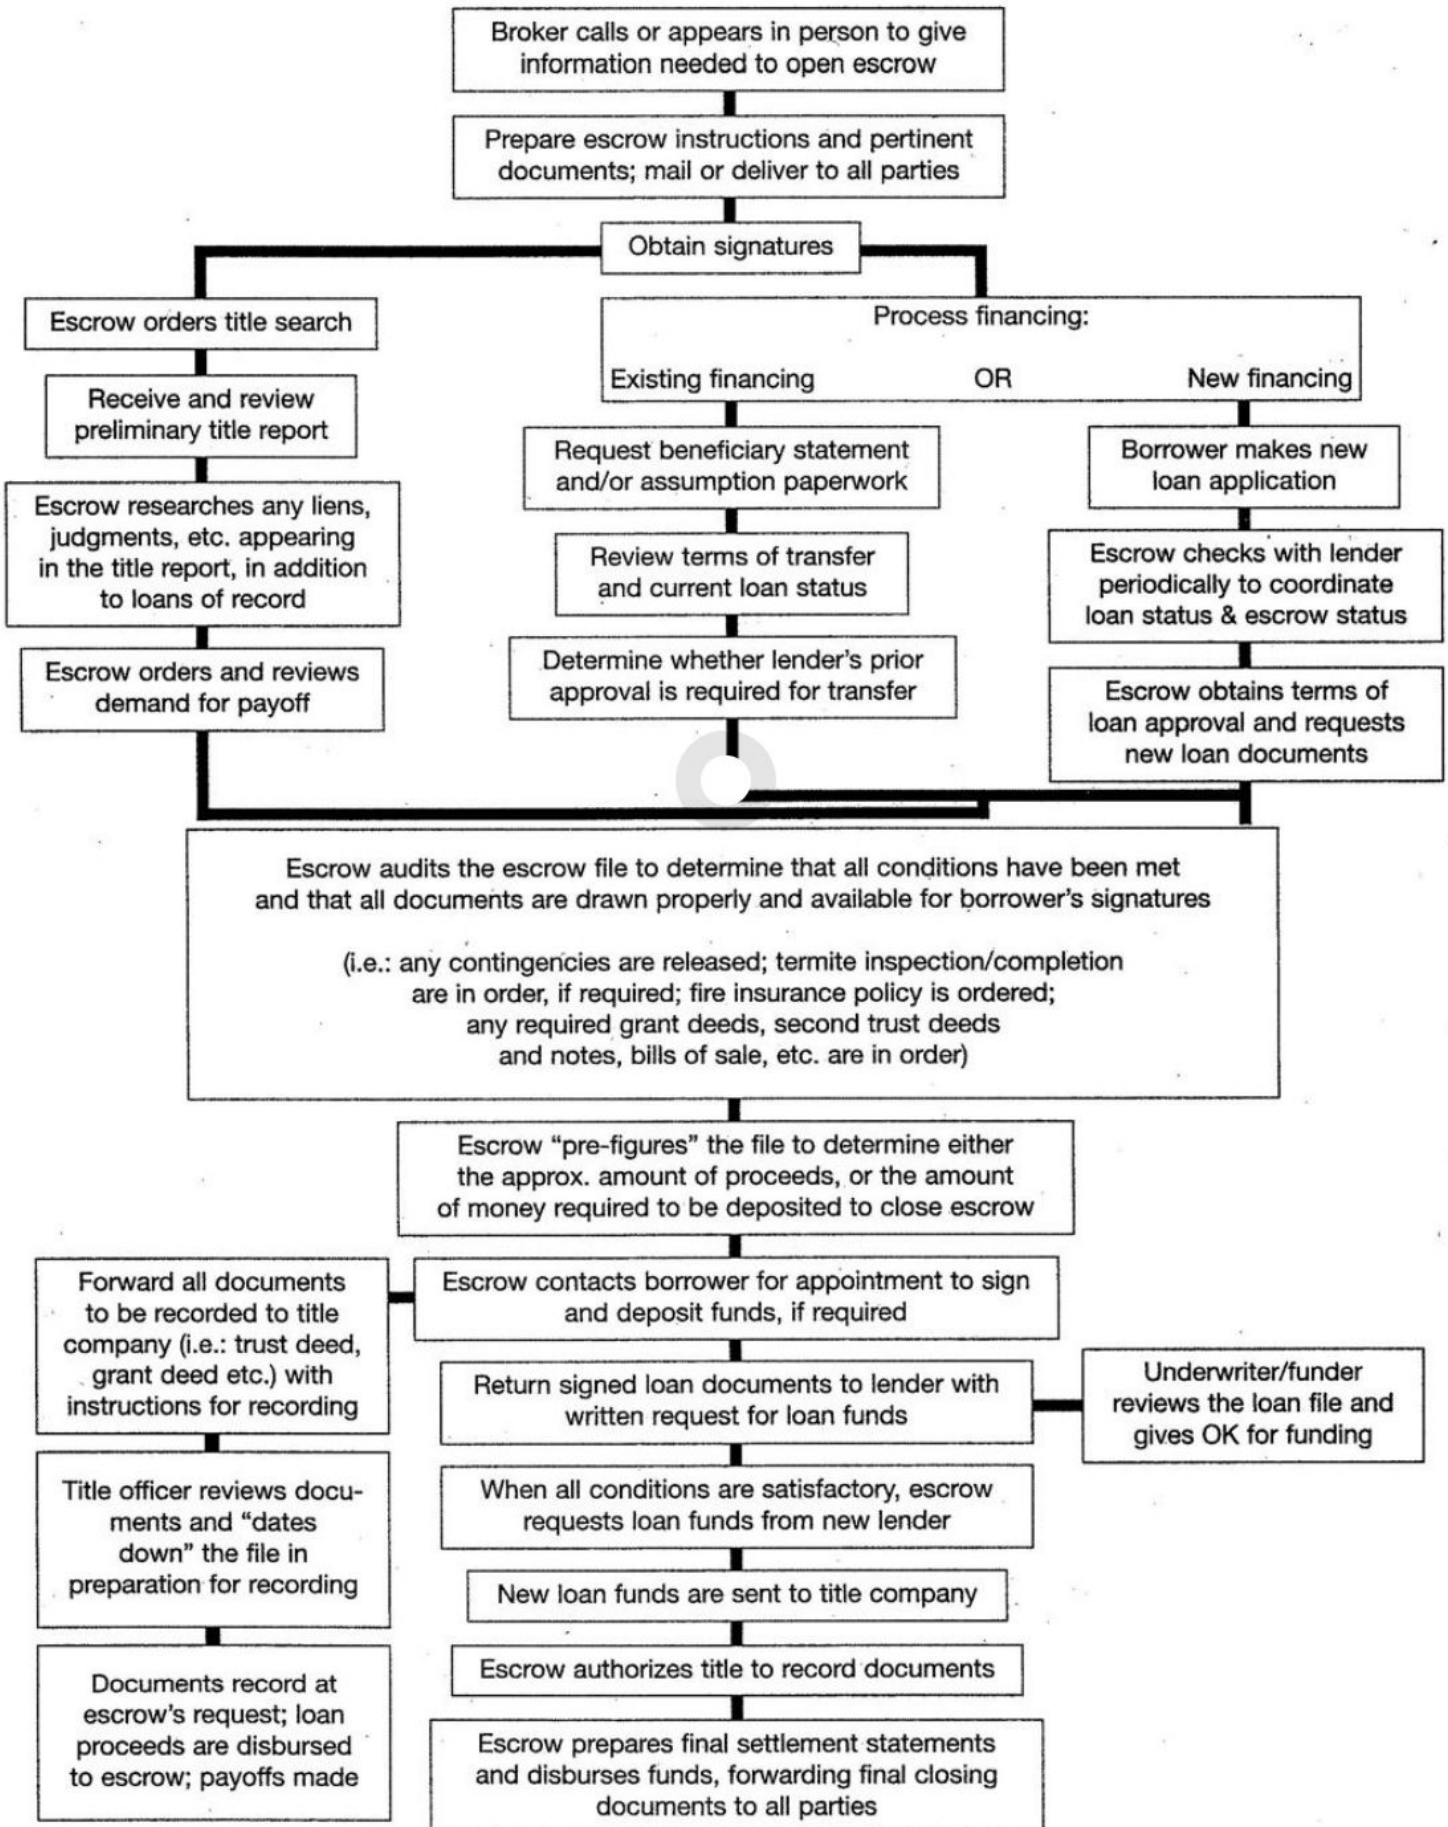 Broker calls or appears in person to give
information needed to open escrow
Prepare escrow instructions and pertinent
documents; mail or deliver to all parties
Obtain signatures
Escrow orders title search
Receive and review
preliminary title report
Escrow researches any liens,
judgments, etc. appearing
in the title report, in addition
to loans of record
Escrow orders and reviews
demand for payoff
Process financing:
Existing financing OR New financing
Request beneficiary statement
and/or assumption paperwork
Review terms of transfer
and current loan status
Determine whether lender's prior
approval is required for transfer
Borrower makes new
loan application
Escrow checks with lender
periodically to coordinate
loan status & escrow status
Escrow obtains terms of
loan approval and requests
new loan documents
Escrow audits the escrow file to determine that all conditions have been met
and that all documents are drawn properly and available for borrower's signatures
(i.e.: any contingencies are released; termite inspection/completion
are in order, if required; fire insurance policy is ordered;
any required grant deeds, second trust deeds
and notes, bills of sale, etc. are in order)
Escrow “pre-figures” the file to determine either
the approx. amount of proceeds, or the amount
of money required to be deposited to close escrow
Escrow contacts borrower for appointment to sign
and deposit funds, if required
Forward all documents
to be recorded to title
company (i.e.: trust deed,
grant deed etc.) with
instructions for recording
Title officer reviews docu-
ments and “dates
down” the file in
preparation for recording
Documents record at
escrow's request; loan
proceeds are disbursed
to escrow; payoffs made
Return signed loan documents to lender with
written request for loan funds
Underwriter/funder
reviews the loan file and
gives OK for funding
When all conditions are satisfactory, escrow
requests loan funds from new lender
New loan funds are sent to title company
Escrow authorizes title to record documents
Escrow prepares final settlement statements
and disburses funds, forwarding final closing
documents to all parties